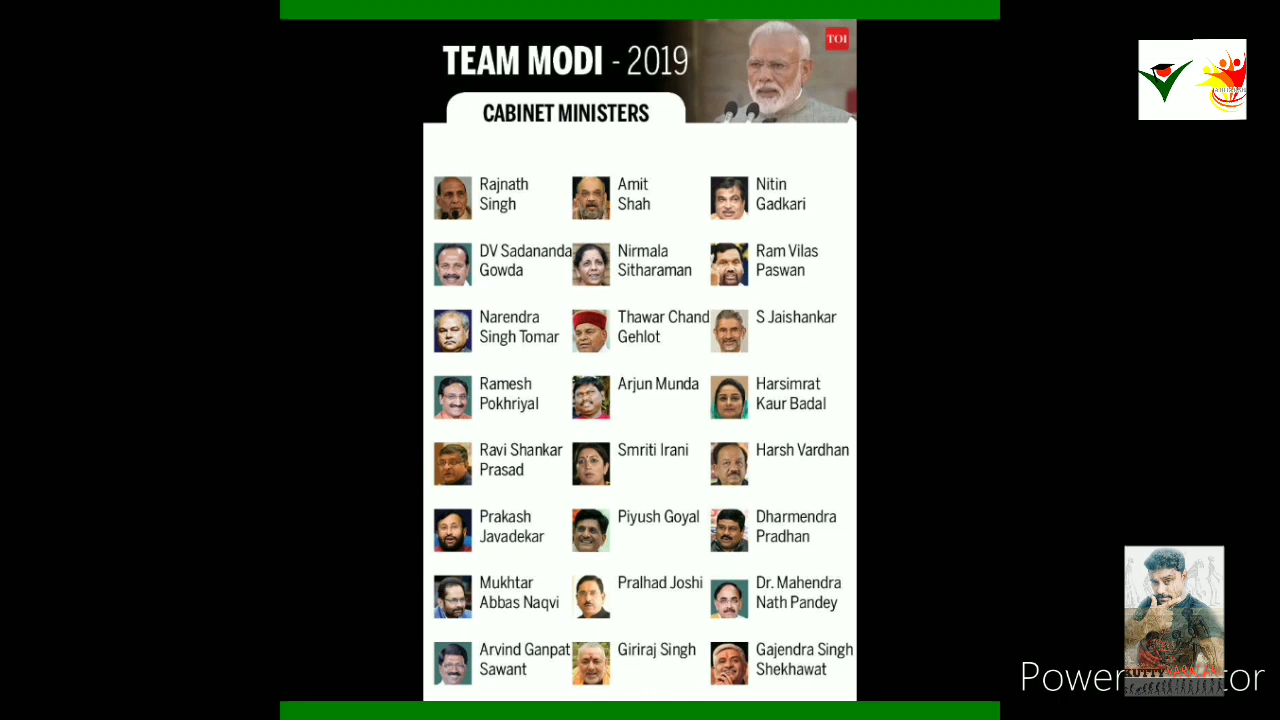 TEAM MODI - 2019
TOI
CABINET MINISTERS
Rajnath
Singh
Amit
Shah
Nitin
Gadkari
DV Sadananda
Gowda
Nirmala
Sitharaman
Ram Vilas
Paswan
Narendra
Singh Tomar
Thawar Chand
Gehlot
S Jaishankar
Ramesh
Pokhriyal
Arjun Munda
Harsimrat
Kaur Badal
Ravi Shankar
Prasad
Smriti Irani
Harsh Vardhan
Prakash
Javadekar
Piyush Goyal
Dharmendra
Pradhan
Mukhtar
Abbas Naqvi
Pralhad Joshi
Dr. Mahendra
Nath Pandey
Arvind Ganpat
Sawant
Giriraj Singh
Gajendra Singh
Shekhawat